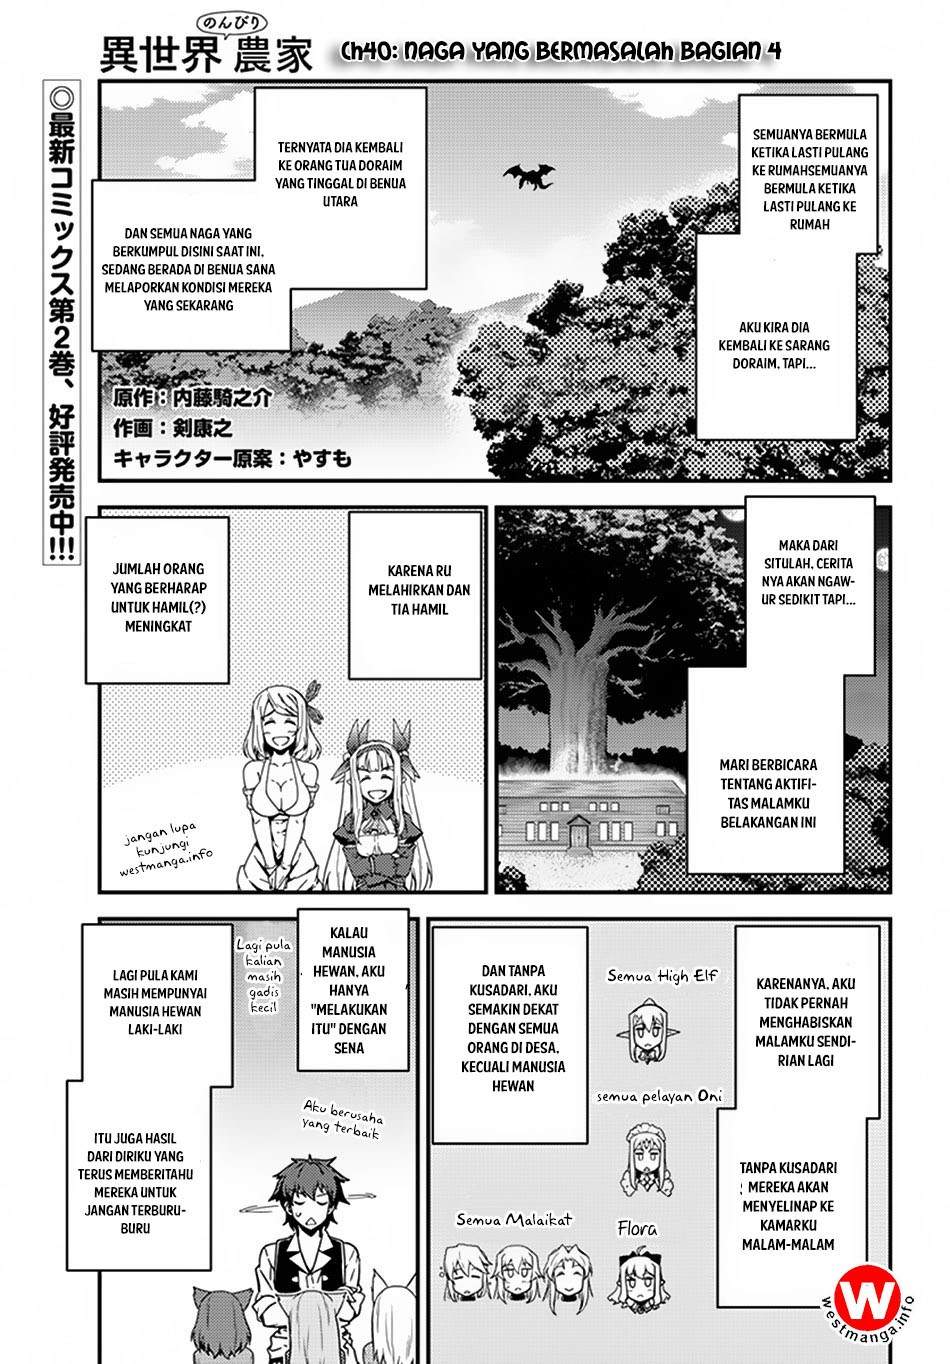 異世界のんびり農家
Ch40: NAGA YANG BERMASALAH BAGIAN 4
◎最新コミックス第2巻、好評発売中!!!
SEMUANYA BERMULA
KETIKA LASTI PULANG
KE RUMAHSEMUANYA
BERMULA KETIKA
LASTI PULANG KE
RUMAH
AKU KIRA DIA
KEMBALI KE SARANG
DORAIM, TAPI...
TERNYATA DIA KEMBALI
KE ORANG TUA DORAIM
YANG TINGGAL DI BENUA
UTARA
DAN SEMUA NAGA YANG
BERKUMPUL DISINI SAAT INI,
SEDANG BERADA DI BENUA SANA
MELAPORKAN KONDISI MEREKA
YANG SEKARANG
原作：内藤騎之介
作画：剣康之
キャラクター原案：やすも
MAKA DARI
SITULAH, CERITA
NYA AKAN NGAW-
UR SEDIKIT TAPI...
MARI BERBICARA
TENTANG AKTIFI-
TAS MALAMKU
BELAKANGAN INI
KARENA RU
MELAHIRKAN DAN
TIA HAMIL
JUMLAH ORANG
YANG BERHARAP
UNTUK HAMIL(?)
MENINGKAT
jangan lupa
kunjungi
westmanga.info
KARENANYA, AKU
TIDAK PERNAH
MENGHABISKAN
MALAMKU SENDI-
RIAN LAGI
TANPA KUSADARI
MEREKA AKAN
MENYELINAP KE
KAMARKU
MALAM-MALAM
Semua High Elf
semua pelayan Oni
Semua Malaikat
Flora
DAN TANPA
KUSADARI, AKU
SEMAKIN DEKAT
DENGAN SEMUA
ORANG DI DESA,
KECUALI MANUSIA
HEWAN
KALAU
MANUSIA
HEWAN, AKU
HANYA
"MELAKUKAN
ITU" DENGAN
SENA
Lagi pula
kalian
masih
gadis
kecil
LAGI PULA KAMI
MASIH MEMPUNYAI
MANUSIA HEWAN
LAKI-LAKI
Aku berusaha
yang terbaik
ITU JUGA HASIL
DARI DIRIKU YANG
TERUS MEMBERITAHU
MEREKA UNTUK
JANGAN TERBURU-
BURU
W
westmanga.info